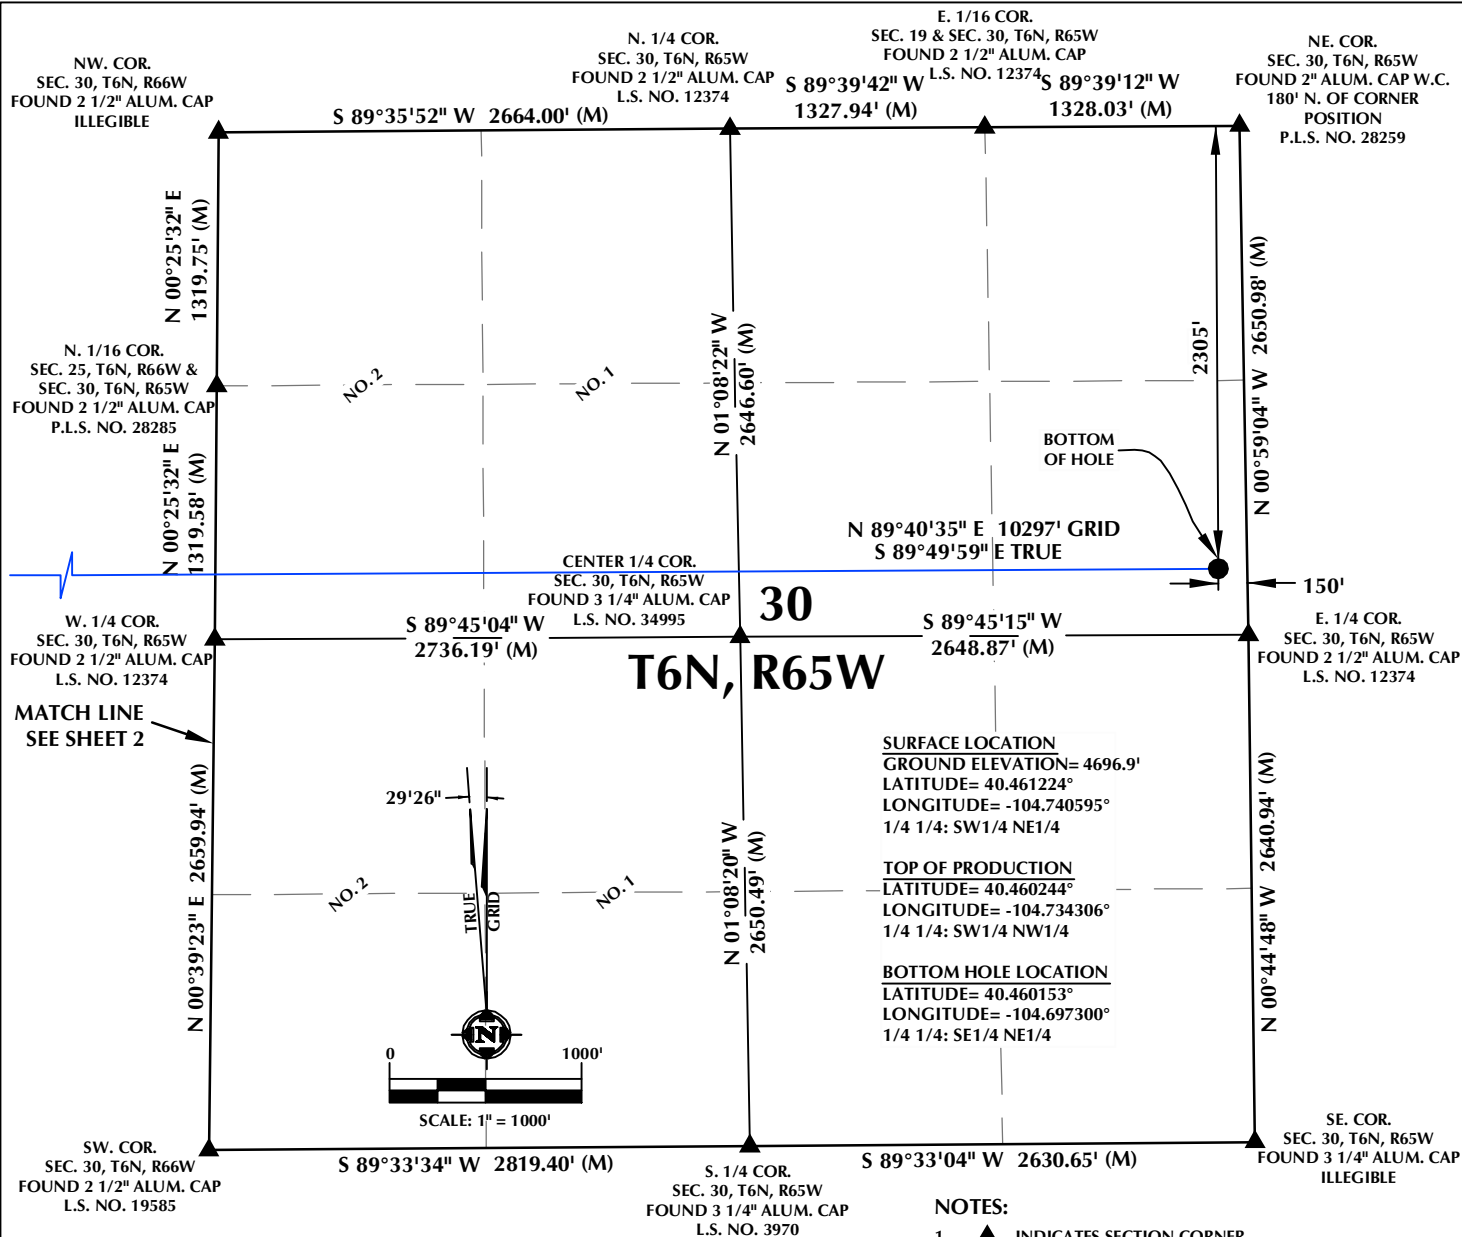 NW. COR.
SEC. 30, T6N, R66W
FOUND 2 1/2" ALUM. CAP
ILLEGIBLE
N. 1/4 COR.
SEC. 30, T6N, R65W
FOUND 2 1/2" ALUM. CAP
L.S. NO. 12374
E. 1/16 COR.
SEC. 19 & SEC. 30, T6N, R65W
FOUND 2 1/2" ALUM. CAP
L.S. NO. 12374
NE. COR.
SEC. 30, T6N, R65W
FOUND 2" ALUM. CAP W.C.
180' N. OF CORNER
POSITION
P.L.S. NO. 28259
S 89°35'52" W 2664.00' (M)
S 89°39'42" W
1327.94' (M)
S 89°39'12" W
1328.03' (M)
N 00°25'32" E
1319.75' (M)
N. 1/16 COR.
SEC. 25, T6N, R66W &
SEC. 30, T6N, R65W
FOUND 2 1/2" ALUM. CAP
P.L.S. NO. 28285
N 00°25'32" E
1319.58' (M)
NO. 2
NO. 1
N 01°08'22" W
2646.60' (M)
2305'
N 00°59'04" W 2650.98' (M)
BOTTOM
OF HOLE
N 89°40'35" E 10297' GRID
S 89°49'59" E TRUE
150'
CENTER 1/4 COR.
SEC. 30, T6N, R65W
FOUND 3 1/4" ALUM. CAP
L.S. NO. 34995
30
T6N, R65W
W. 1/4 COR.
SEC. 30, T6N, R65W
FOUND 2 1/2" ALUM. CAP
L.S. NO. 12374
S 89°45'04" W
2736.19' (M)
S 89°45'15" W
2648.87' (M)
E. 1/4 COR.
SEC. 30, T6N, R65W
FOUND 2 1/2" ALUM. CAP
L.S. NO. 12374
MATCH LINE
SEE SHEET 2
N 00°39'23" E 2659.94' (M)
29'26"
TRUE
GRID
N
NO. 2
NO. 1
N 01°08'20" W
2650.49' (M)
SURFACE LOCATION
GROUND ELEVATION= 4696.9'
LATITUDE= 40.461224°
LONGITUDE= -104.740595°
1/4 1/4: SW1/4 NE1/4
TOP OF PRODUCTION
LATITUDE= 40.460244°
LONGITUDE= -104.734306°
1/4 1/4: SW1/4 NW1/4
BOTTOM HOLE LOCATION
LATITUDE= 40.460153°
LONGITUDE= -104.697300°
1/4 1/4: SE1/4 NE1/4
N 00°44'48" W 2640.94' (M)
0 1000'
SCALE: 1" = 1000'
SW. COR.
SEC. 30, T6N, R66W
FOUND 2 1/2" ALUM. CAP
L.S. NO. 19585
S 89°33'34" W 2819.40' (M)
S. 1/4 COR.
SEC. 30, T6N, R65W
FOUND 3 1/4" ALUM. CAP
L.S. NO. 3970
S 89°33'04" W 2630.65' (M)
SE. COR.
SEC. 30, T6N, R65W
FOUND 3 1/4" ALUM. CAP
ILLEGIBLE
NOTES:
1. INDICATES SECTION CORNER